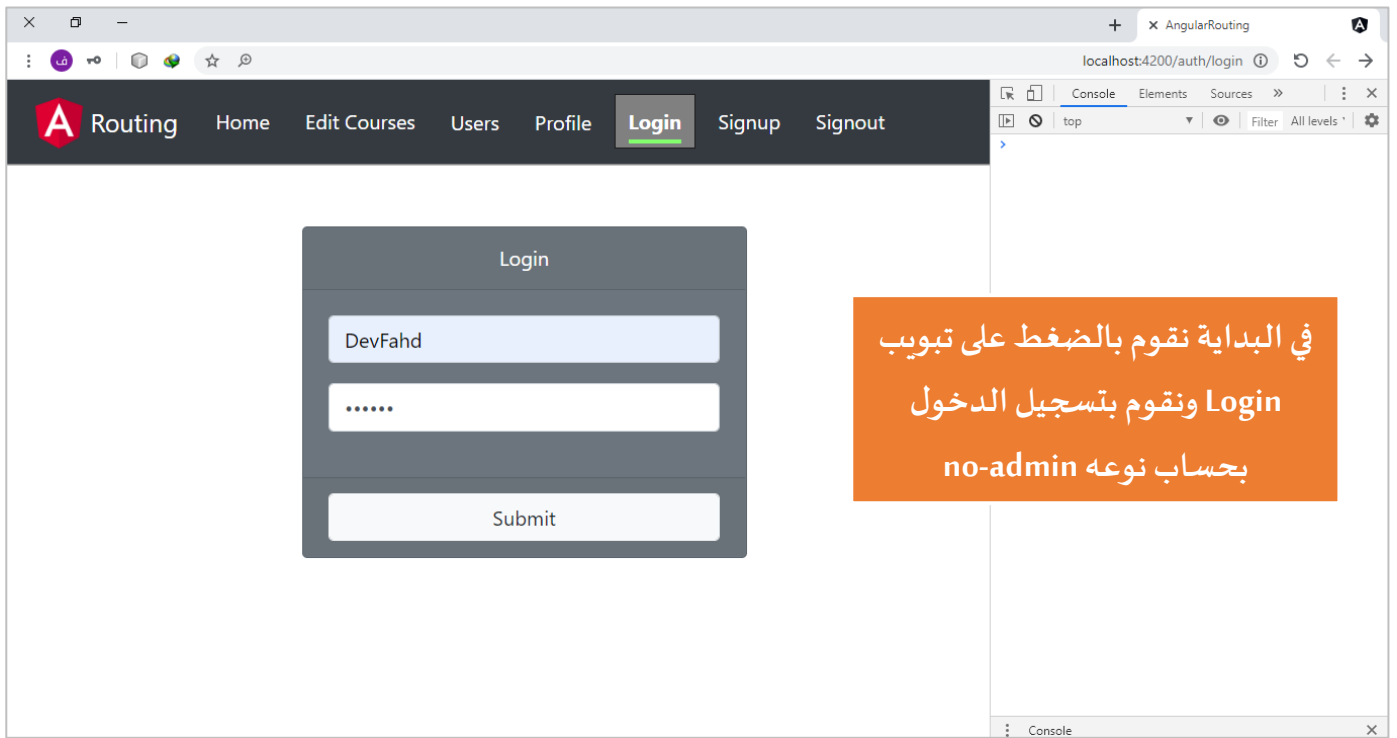 AngularRouting
localhost:4200/auth/login
ف
Routing Home Edit Courses Users Profile Login Signup Signout
Console Elements Sources »
top Filter All levels
Login
DevFahd
••••••
Submit
في البداية نقوم بالضغط على تبويب
Login ونقوم بتسجيل الدخول
بحساب نوعه no-admin
Console